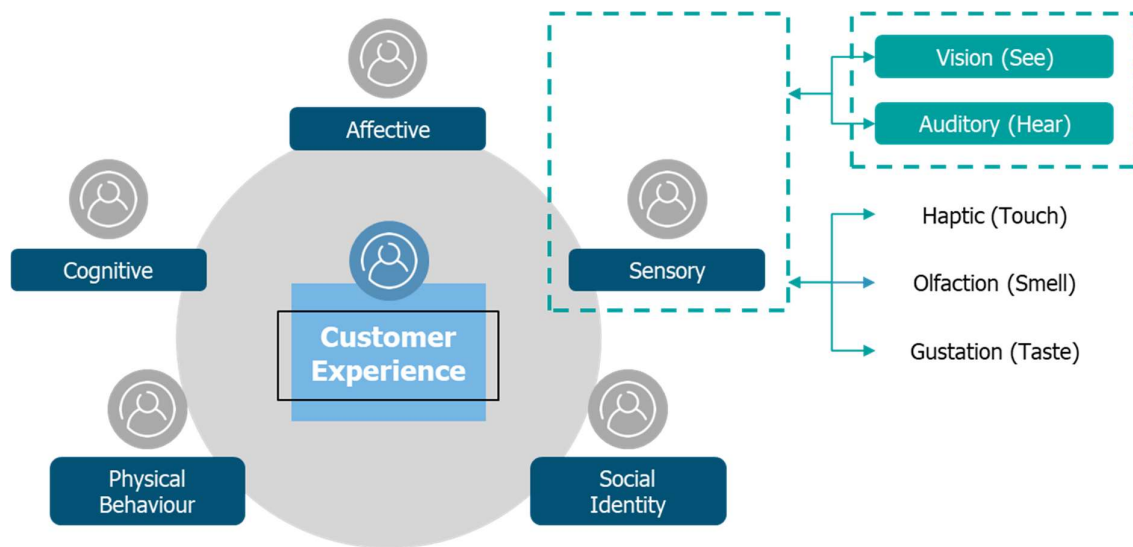 Affective
Vision (See)
Auditory (Hear)
Cognitive
Sensory
Haptic (Touch)
Olfaction (Smell)
Gustation (Taste)
Customer
Experience
Physical
Behaviour
Social
Identity